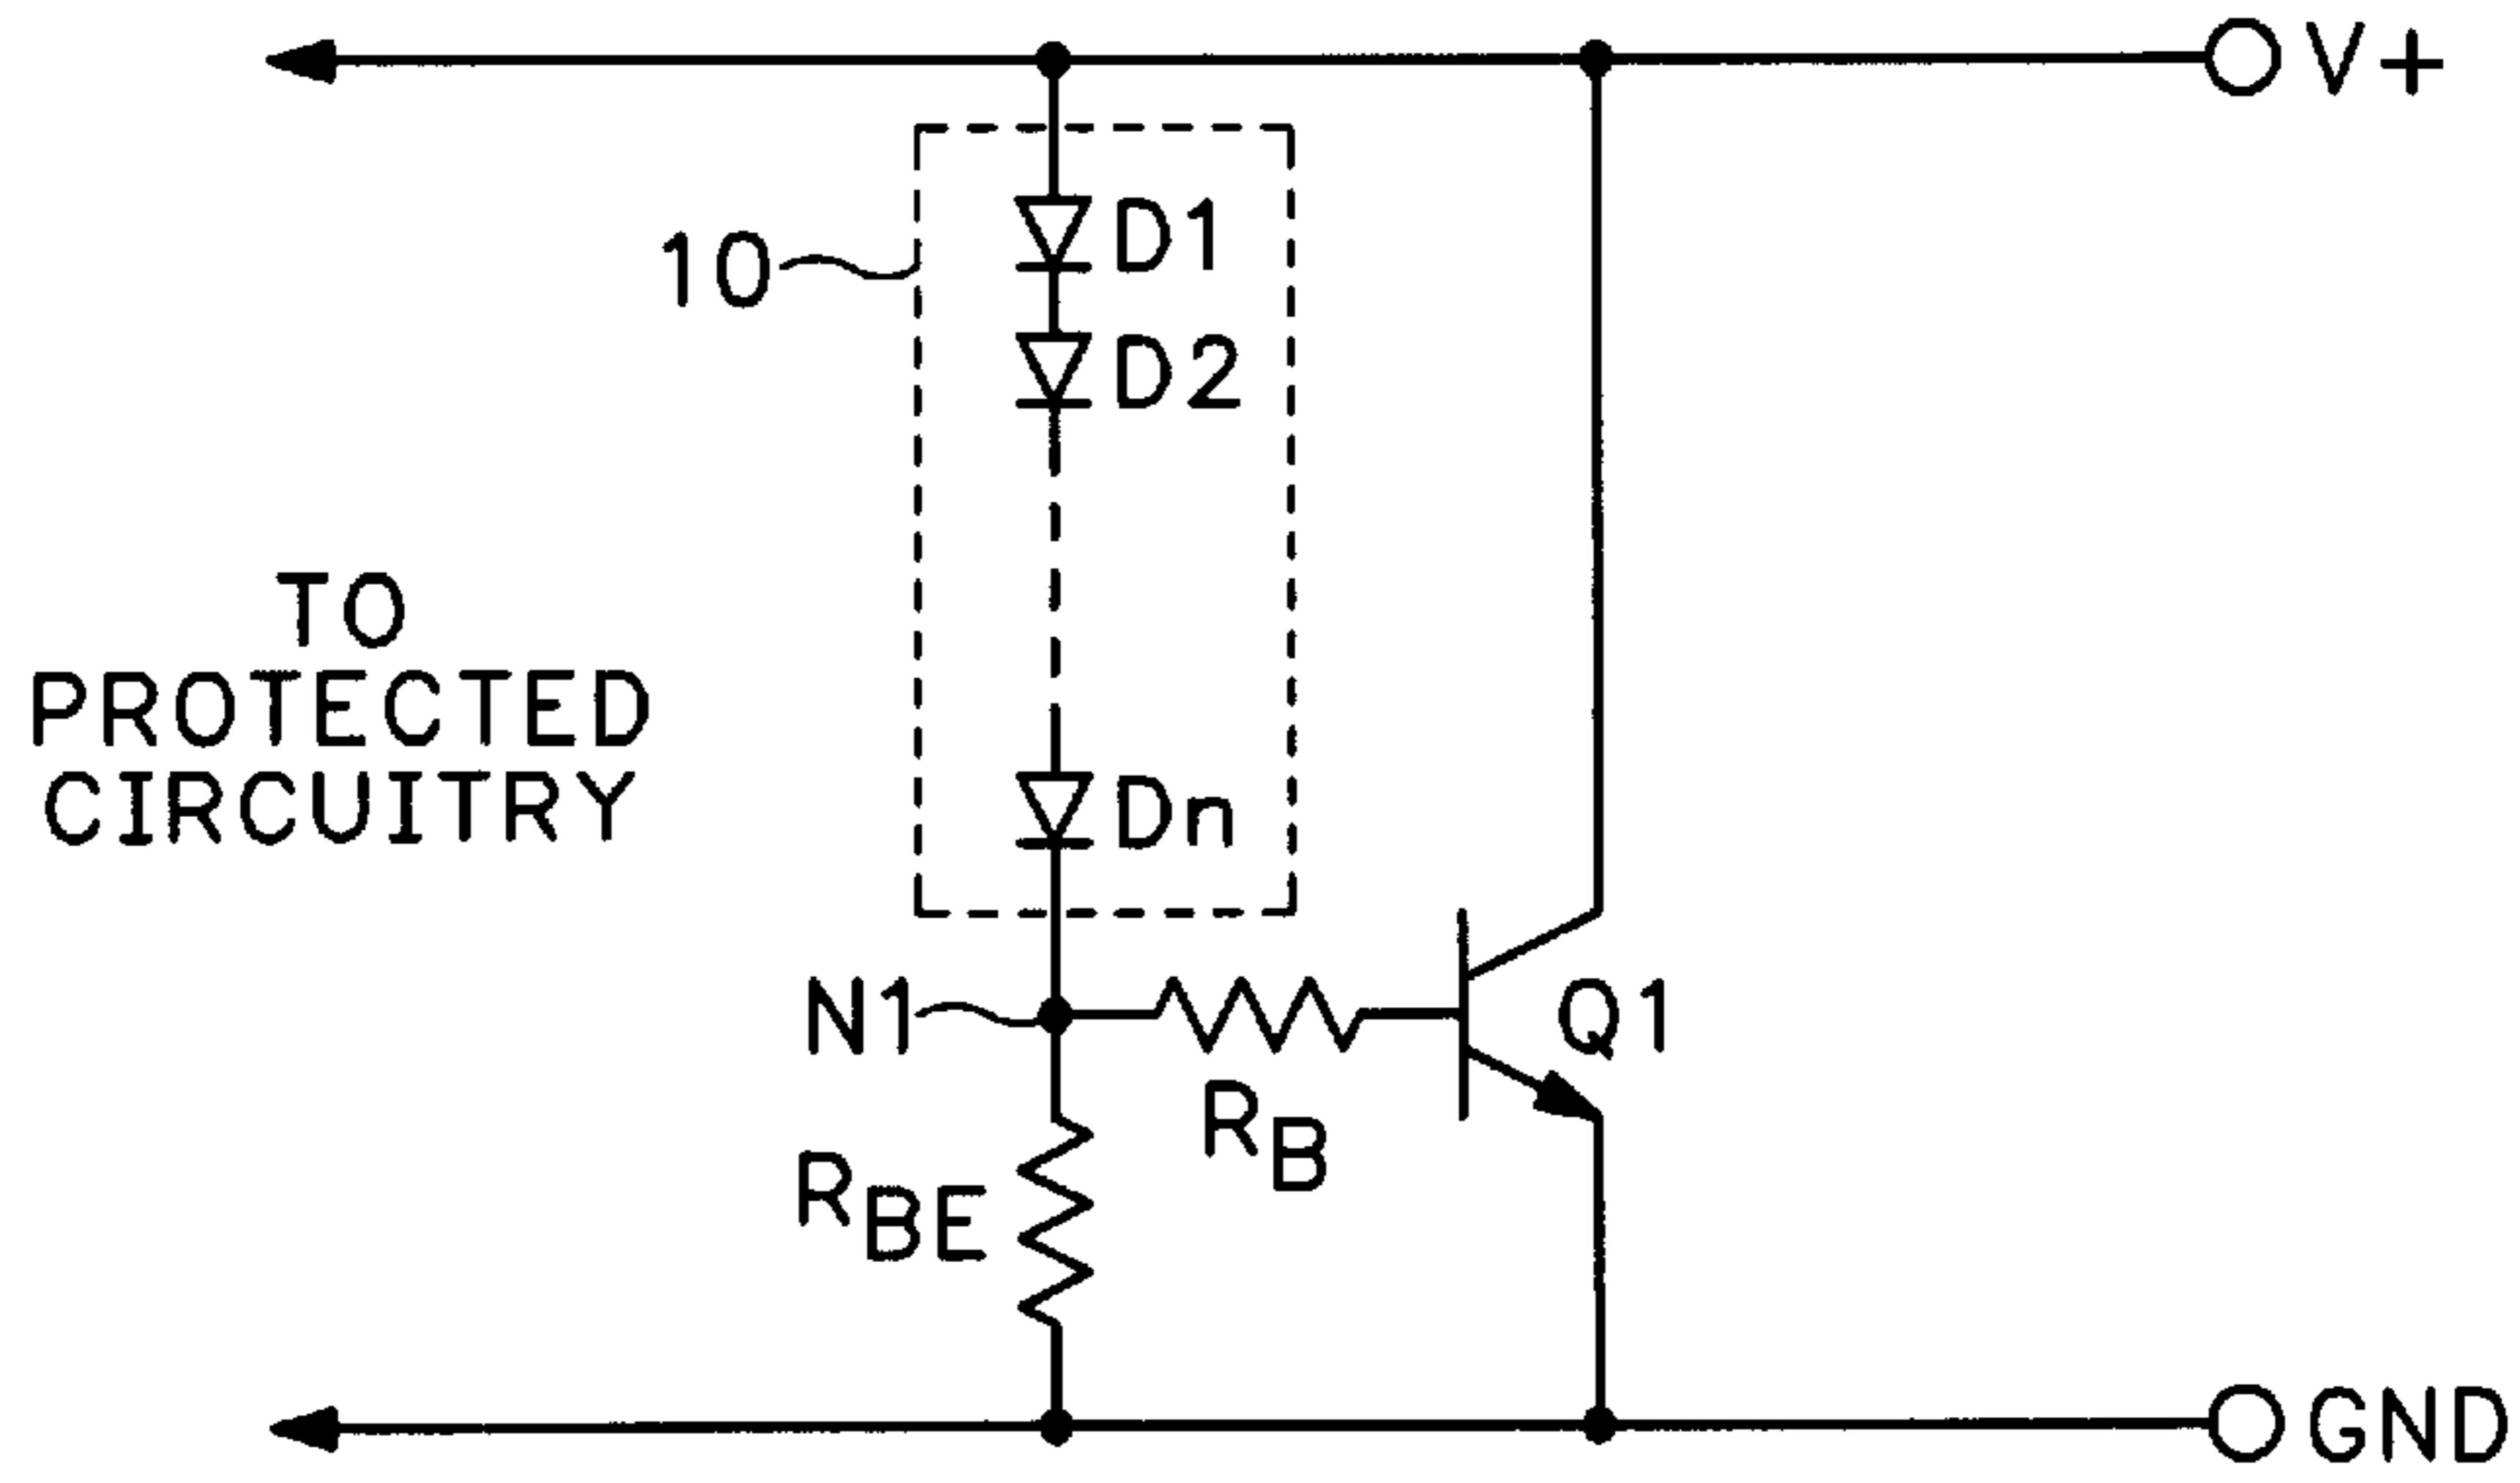 V+
D1
10
D2
TO
PROTECTED
CIRCUITRY
Dn
N1
Q1
RB
RBE
GND